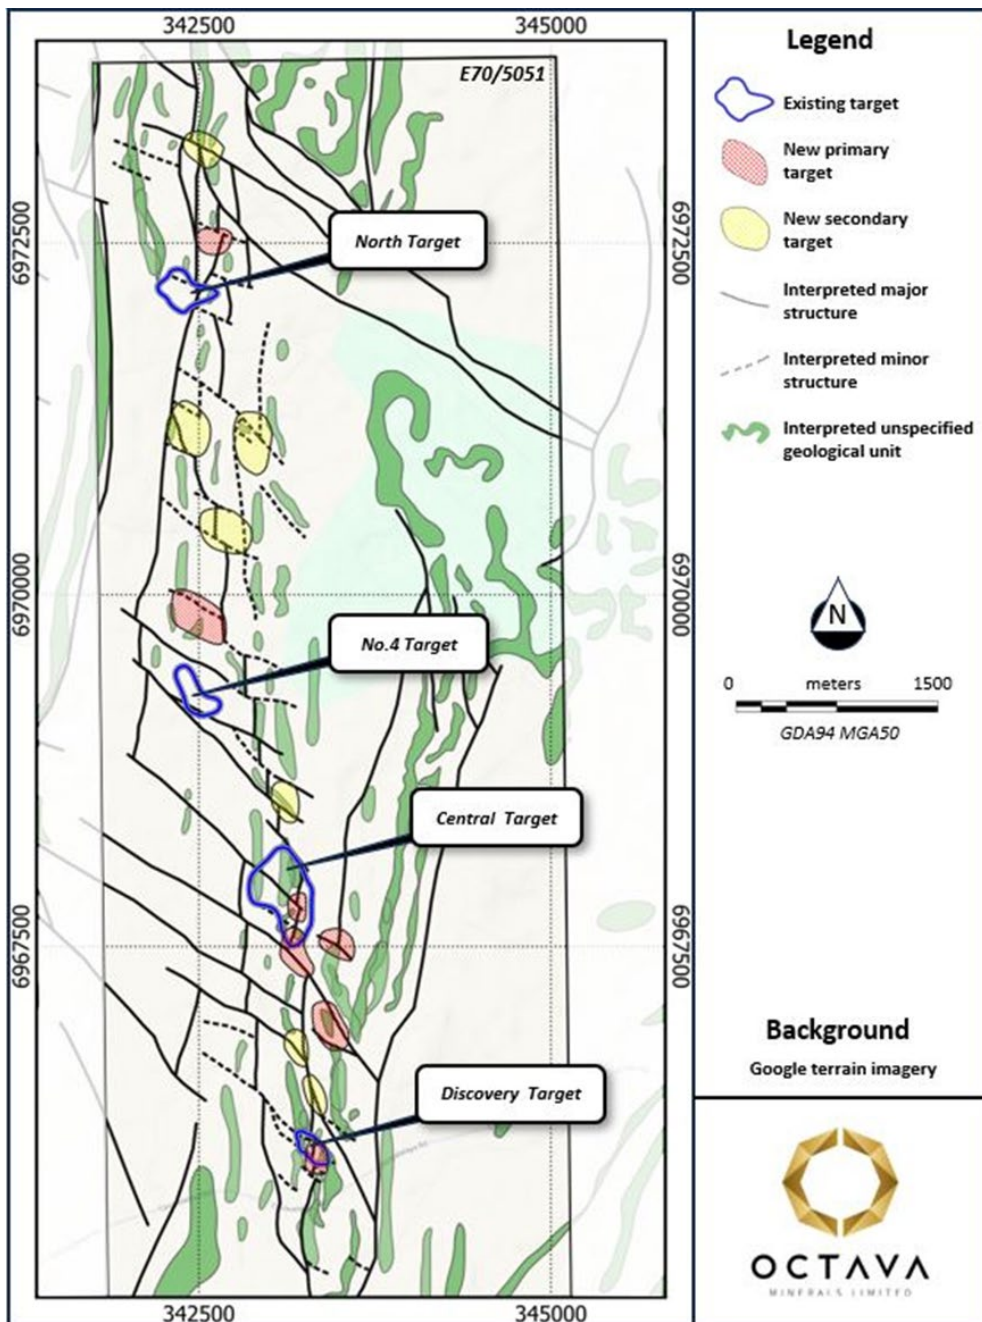 342500
345000
E70/5051
6972500
6972500
North Target
6970000
6970000
No.4 Target
Central Target
6967500
6967500
Discovery Target
342500
345000
Legend
Existing target
New primary
target
New secondary
target
Interpreted major
structure
Interpreted minor
structure
Interpreted unspecified
geological unit
N
0 meters 1500
GDA94 MGA50
Background
Google terrain imagery
OCTAVA
MINERALS LIMITED